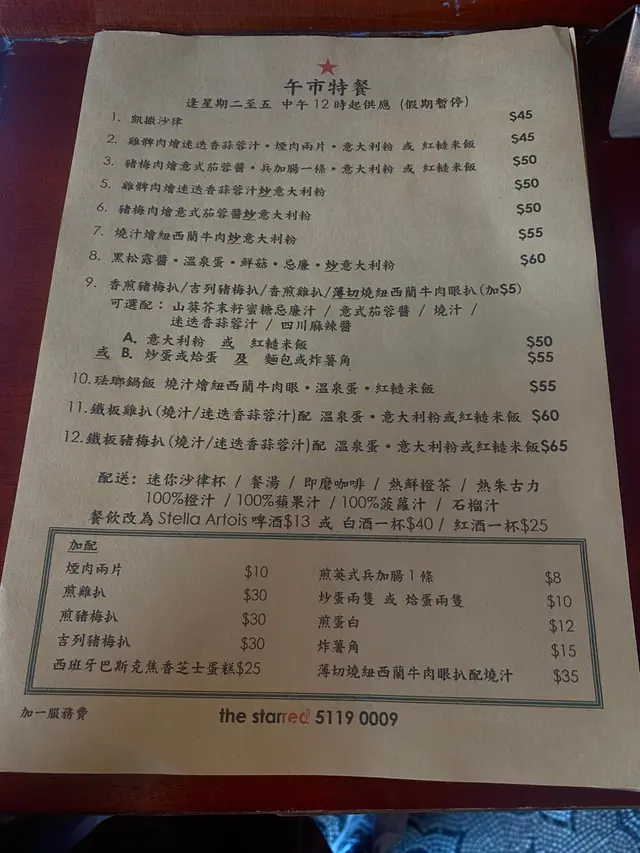 午市特餐
逢星期二至五 中午12時起供應 (假期暫停)
1. 凱撒沙律 $45
2. 雞髀肉燴迷迭香蒜蓉汁・煙肉兩片・意大利粉 或 紅糙米飯 $45
3. 豬梅肉燴意式茄蓉醬・兵加腸一條・意大利粉 或 紅糙米飯 $50
5. 雞髀肉燴迷迭香蒜蓉汁炒意大利粉 $50
6. 豬梅肉燴意式茄蓉醬炒意大利粉 $50
7. 燒汁燴紐西蘭牛肉炒意大利粉 $55
8. 黑松露醬・溫泉蛋・鮮菇・忌廉・炒意大利粉 $60
9. 香煎豬梅扒/吉列豬梅扒/香煎雞扒/薄切燒紐西蘭牛肉眼扒(加$5)
可選配: 山葵芥末籽蜜糖忌廉汁 / 意式茄蓉醬 / 燒汁 /
迷迭香蒜蓉汁 / 四川麻辣醬
A. 意大利粉 或 紅糙米飯 $50
或 B. 炒蛋或烚蛋 及 麵包或炸薯角 $55
10.珐瑯鍋飯 燒汁燴紐西蘭牛肉眼・溫泉蛋・紅糙米飯 $55
11.鐵板雞扒(燒汁/迷迭香蒜蓉汁)配 溫泉蛋・意大利粉或紅糙米飯 $60
12.鐵板豬梅扒(燒汁/迷迭香蒜蓉汁)配 溫泉蛋・意大利粉或紅糙米飯$65
配送: 迷你沙律杯 / 餐湯 / 即磨咖啡 / 熱鮮橙茶 / 熱朱古力
100%橙汁 / 100%蘋果汁 / 100%菠蘿汁 / 石榴汁
餐飲改為 Stella Artois 啤酒$13 或 白酒一杯$40 / 紅酒一杯$25
加配
煙肉兩片 $10
煎雞扒 $30
煎豬梅扒 $30
吉列豬梅扒 $30
西班牙巴斯克焦香芝士蛋糕$25
煎英式兵加腸1條 $8
炒蛋兩隻 或 烚蛋兩隻 $10
煎蛋白 $12
炸薯角 $15
薄切燒紐西蘭牛肉眼扒配燒汁 $35
加一服務費
the starred 5119 0009